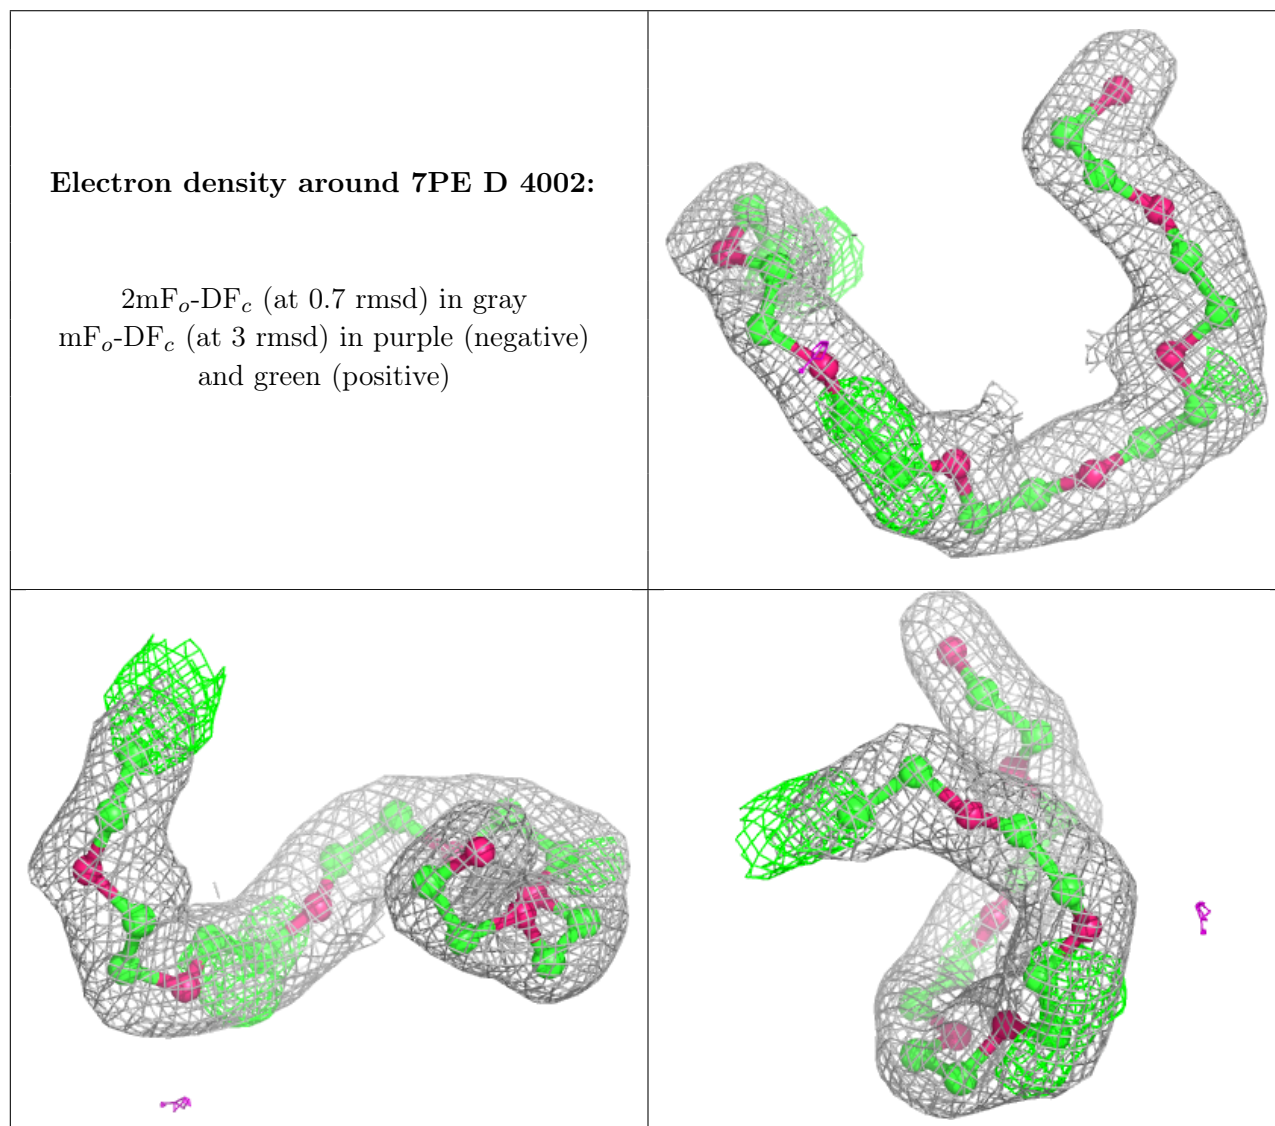 Electron density around 7PE D 4002:
2mFₒ-DF𝑐 (at 0.7 rmsd) in gray
mFₒ-DF𝑐 (at 3 rmsd) in purple (negative)
and green (positive)